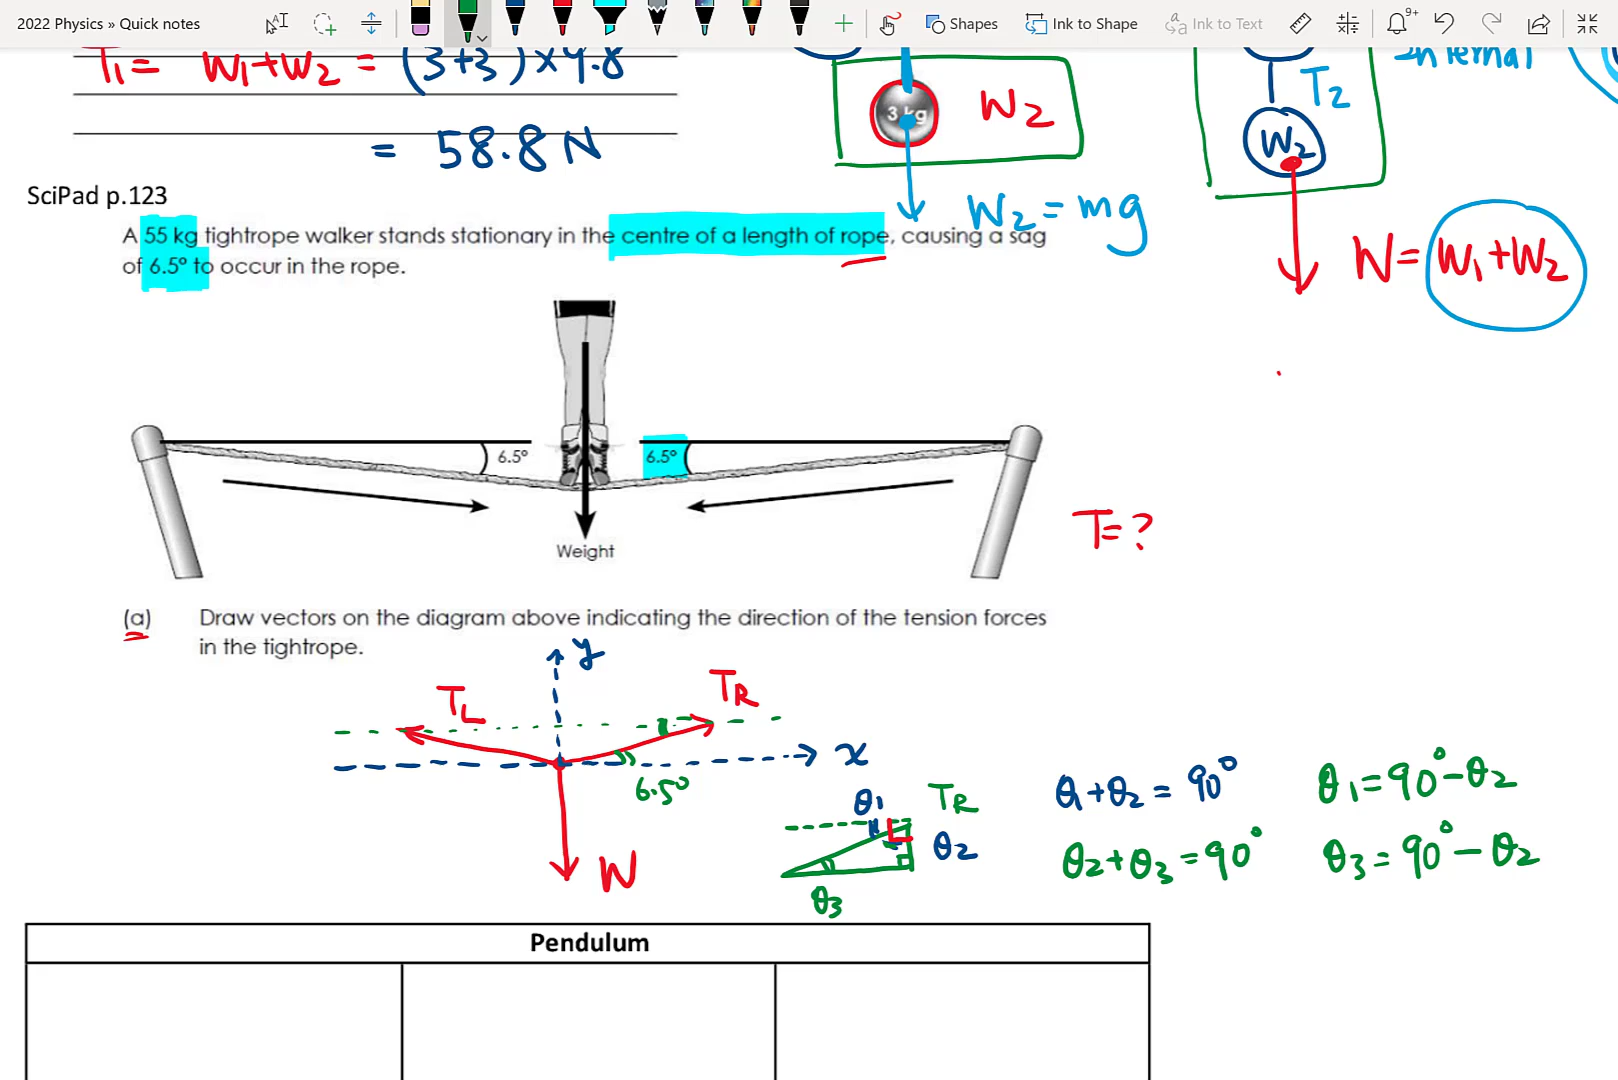 2022 Physics » Quick notes
Shapes
Ink to Shape
Ink to Text
9+
T₁ = W₁+W₂ = (3+3)×9.8
= 58.8 N
3 kg
W₂
W₂ = mg
Internal
T₂
W₂
W = W₁+W₂
SciPad p.123
A 55 kg tightrope walker stands stationary in the centre of a length of rope, causing a sag
of 6.5° to occur in the rope.
6.5°
6.5°
Weight
T=?
(a) Draw vectors on the diagram above indicating the direction of the tension forces
in the tightrope.
y
T_L
T_R
x
6.5°
W
θ₁
T_R
θ₂
θ₃
θ₁+θ₂ = 90°
θ₁ = 90°-θ₂
θ₂+θ₃ = 90°
θ₃ = 90°-θ₂
Pendulum